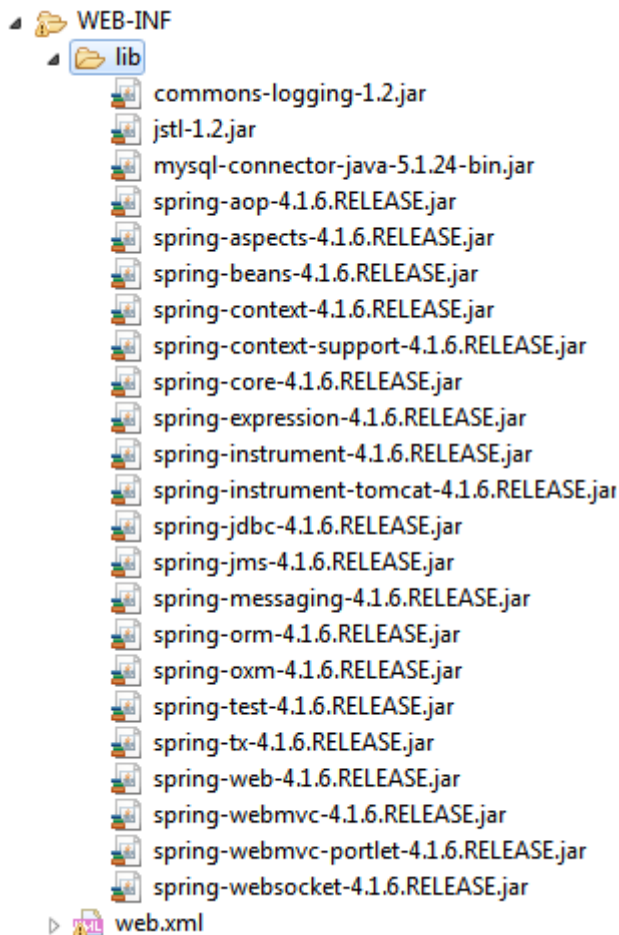 WEB-INF
lib
commons-logging-1.2.jar
jstl-1.2.jar
mysql-connector-java-5.1.24-bin.jar
spring-aop-4.1.6.RELEASE.jar
spring-aspects-4.1.6.RELEASE.jar
spring-beans-4.1.6.RELEASE.jar
spring-context-4.1.6.RELEASE.jar
spring-context-support-4.1.6.RELEASE.jar
spring-core-4.1.6.RELEASE.jar
spring-expression-4.1.6.RELEASE.jar
spring-instrument-4.1.6.RELEASE.jar
spring-instrument-tomcat-4.1.6.RELEASE.jar
spring-jdbc-4.1.6.RELEASE.jar
spring-jms-4.1.6.RELEASE.jar
spring-messaging-4.1.6.RELEASE.jar
spring-orm-4.1.6.RELEASE.jar
spring-oxm-4.1.6.RELEASE.jar
spring-test-4.1.6.RELEASE.jar
spring-tx-4.1.6.RELEASE.jar
spring-web-4.1.6.RELEASE.jar
spring-webmvc-4.1.6.RELEASE.jar
spring-webmvc-portlet-4.1.6.RELEASE.jar
spring-websocket-4.1.6.RELEASE.jar
web.xml